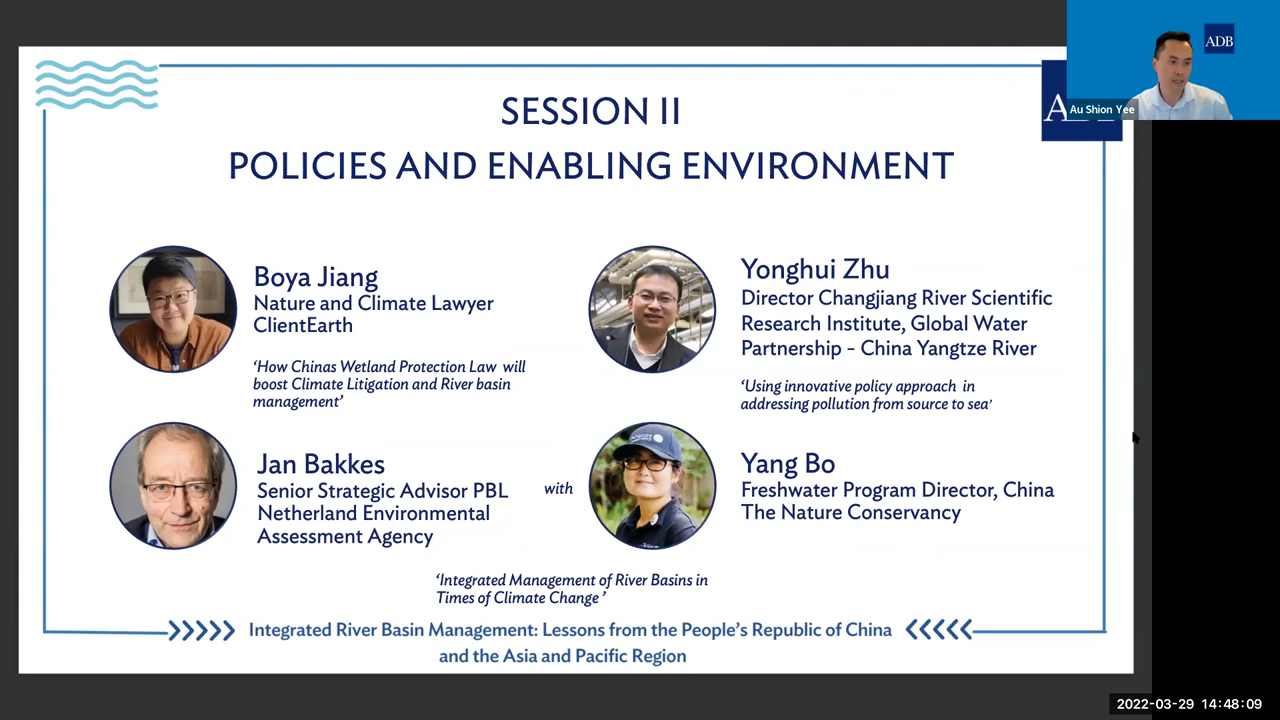 ADB
Au Shion Yee
SESSION II
POLICIES AND ENABLING ENVIRONMENT
Boya Jiang
Nature and Climate Lawyer
ClientEarth
‘How Chinas Wetland Protection Law will
boost Climate Litigation and River basin
management’
Yonghui Zhu
Director Changjiang River Scientific
Research Institute, Global Water
Partnership - China Yangtze River
‘Using innovative policy approach in
addressing pollution from source to sea’
Jan Bakkes
Senior Strategic Advisor PBL
Netherland Environmental
Assessment Agency
with
Yang Bo
Freshwater Program Director, China
The Nature Conservancy
‘Integrated Management of River Basins in
Times of Climate Change ’
Integrated River Basin Management: Lessons from the People’s Republic of China
and the Asia and Pacific Region
2022-03-29 14:48:09